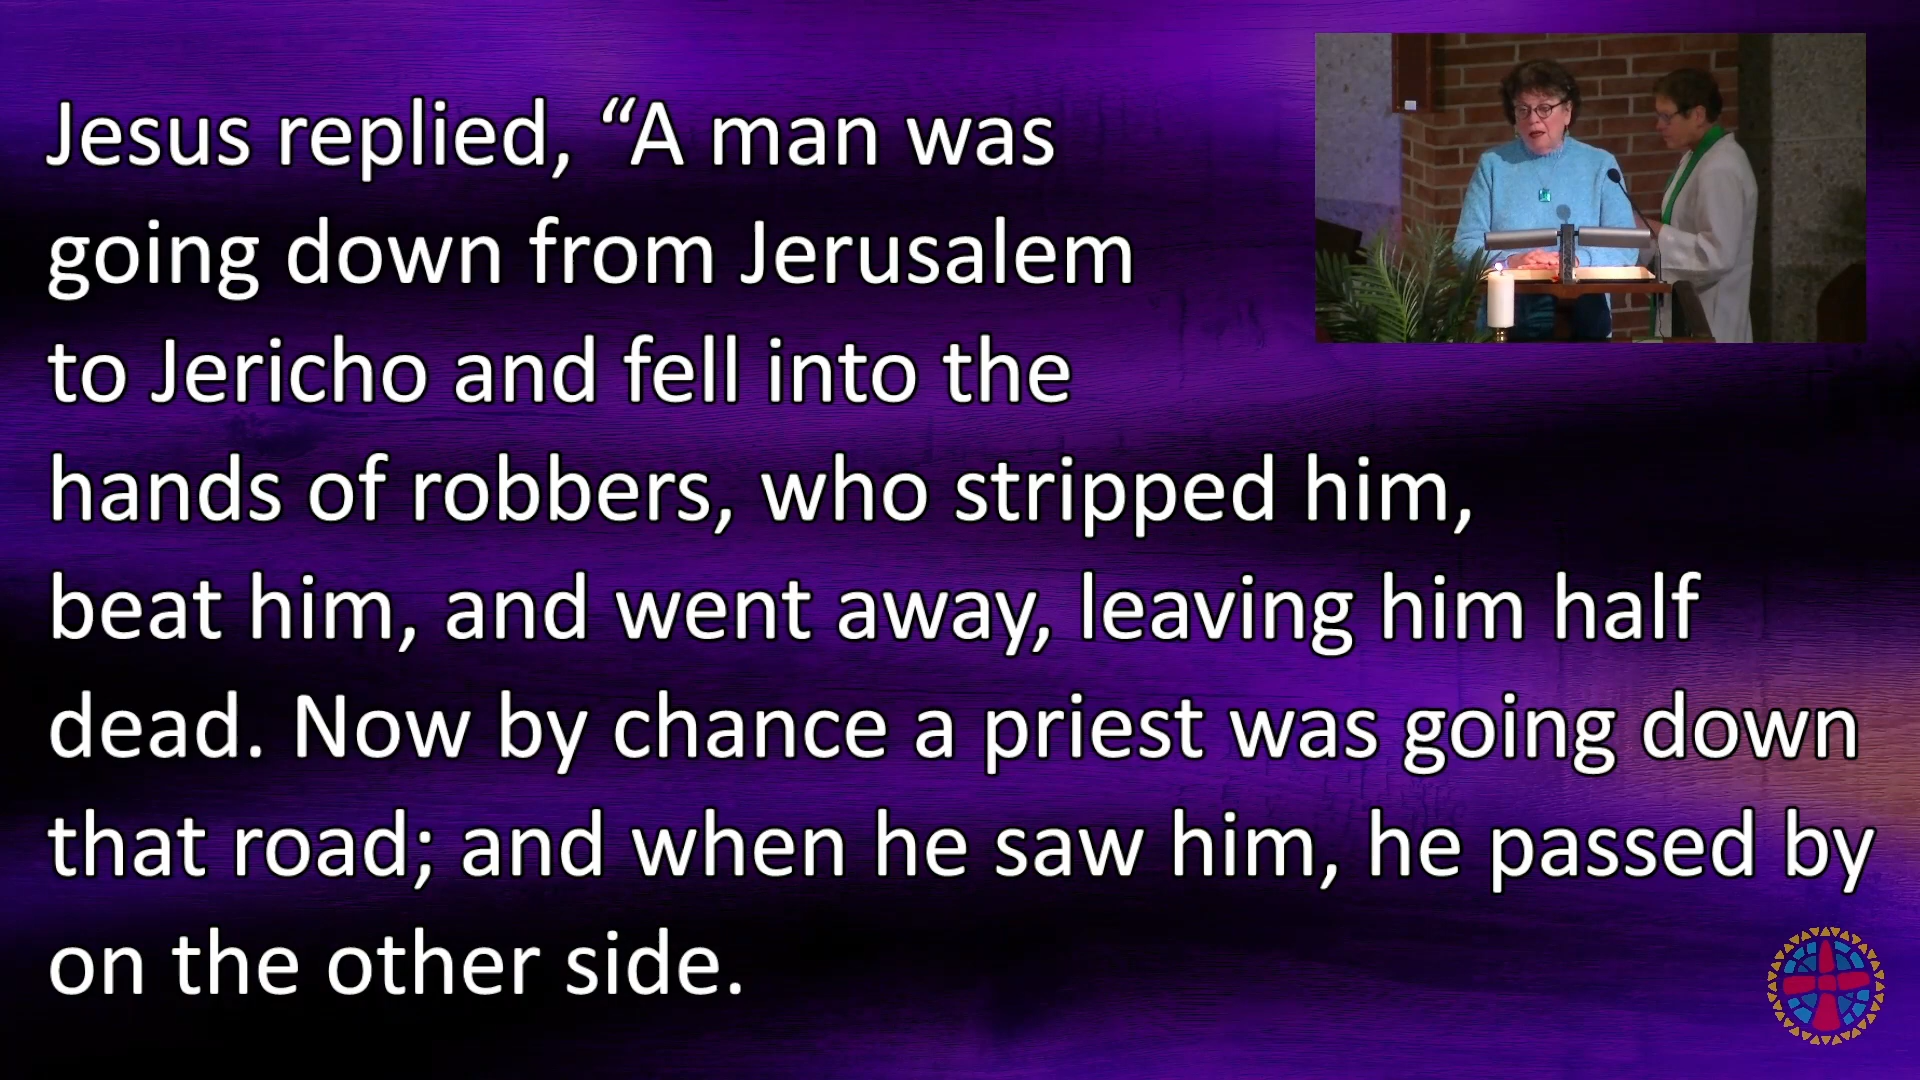 Jesus replied, “A man was
going down from Jerusalem
to Jericho and fell into the
hands of robbers, who stripped him,
beat him, and went away, leaving him half
dead. Now by chance a priest was going down
that road; and when he saw him, he passed by
on the other side.